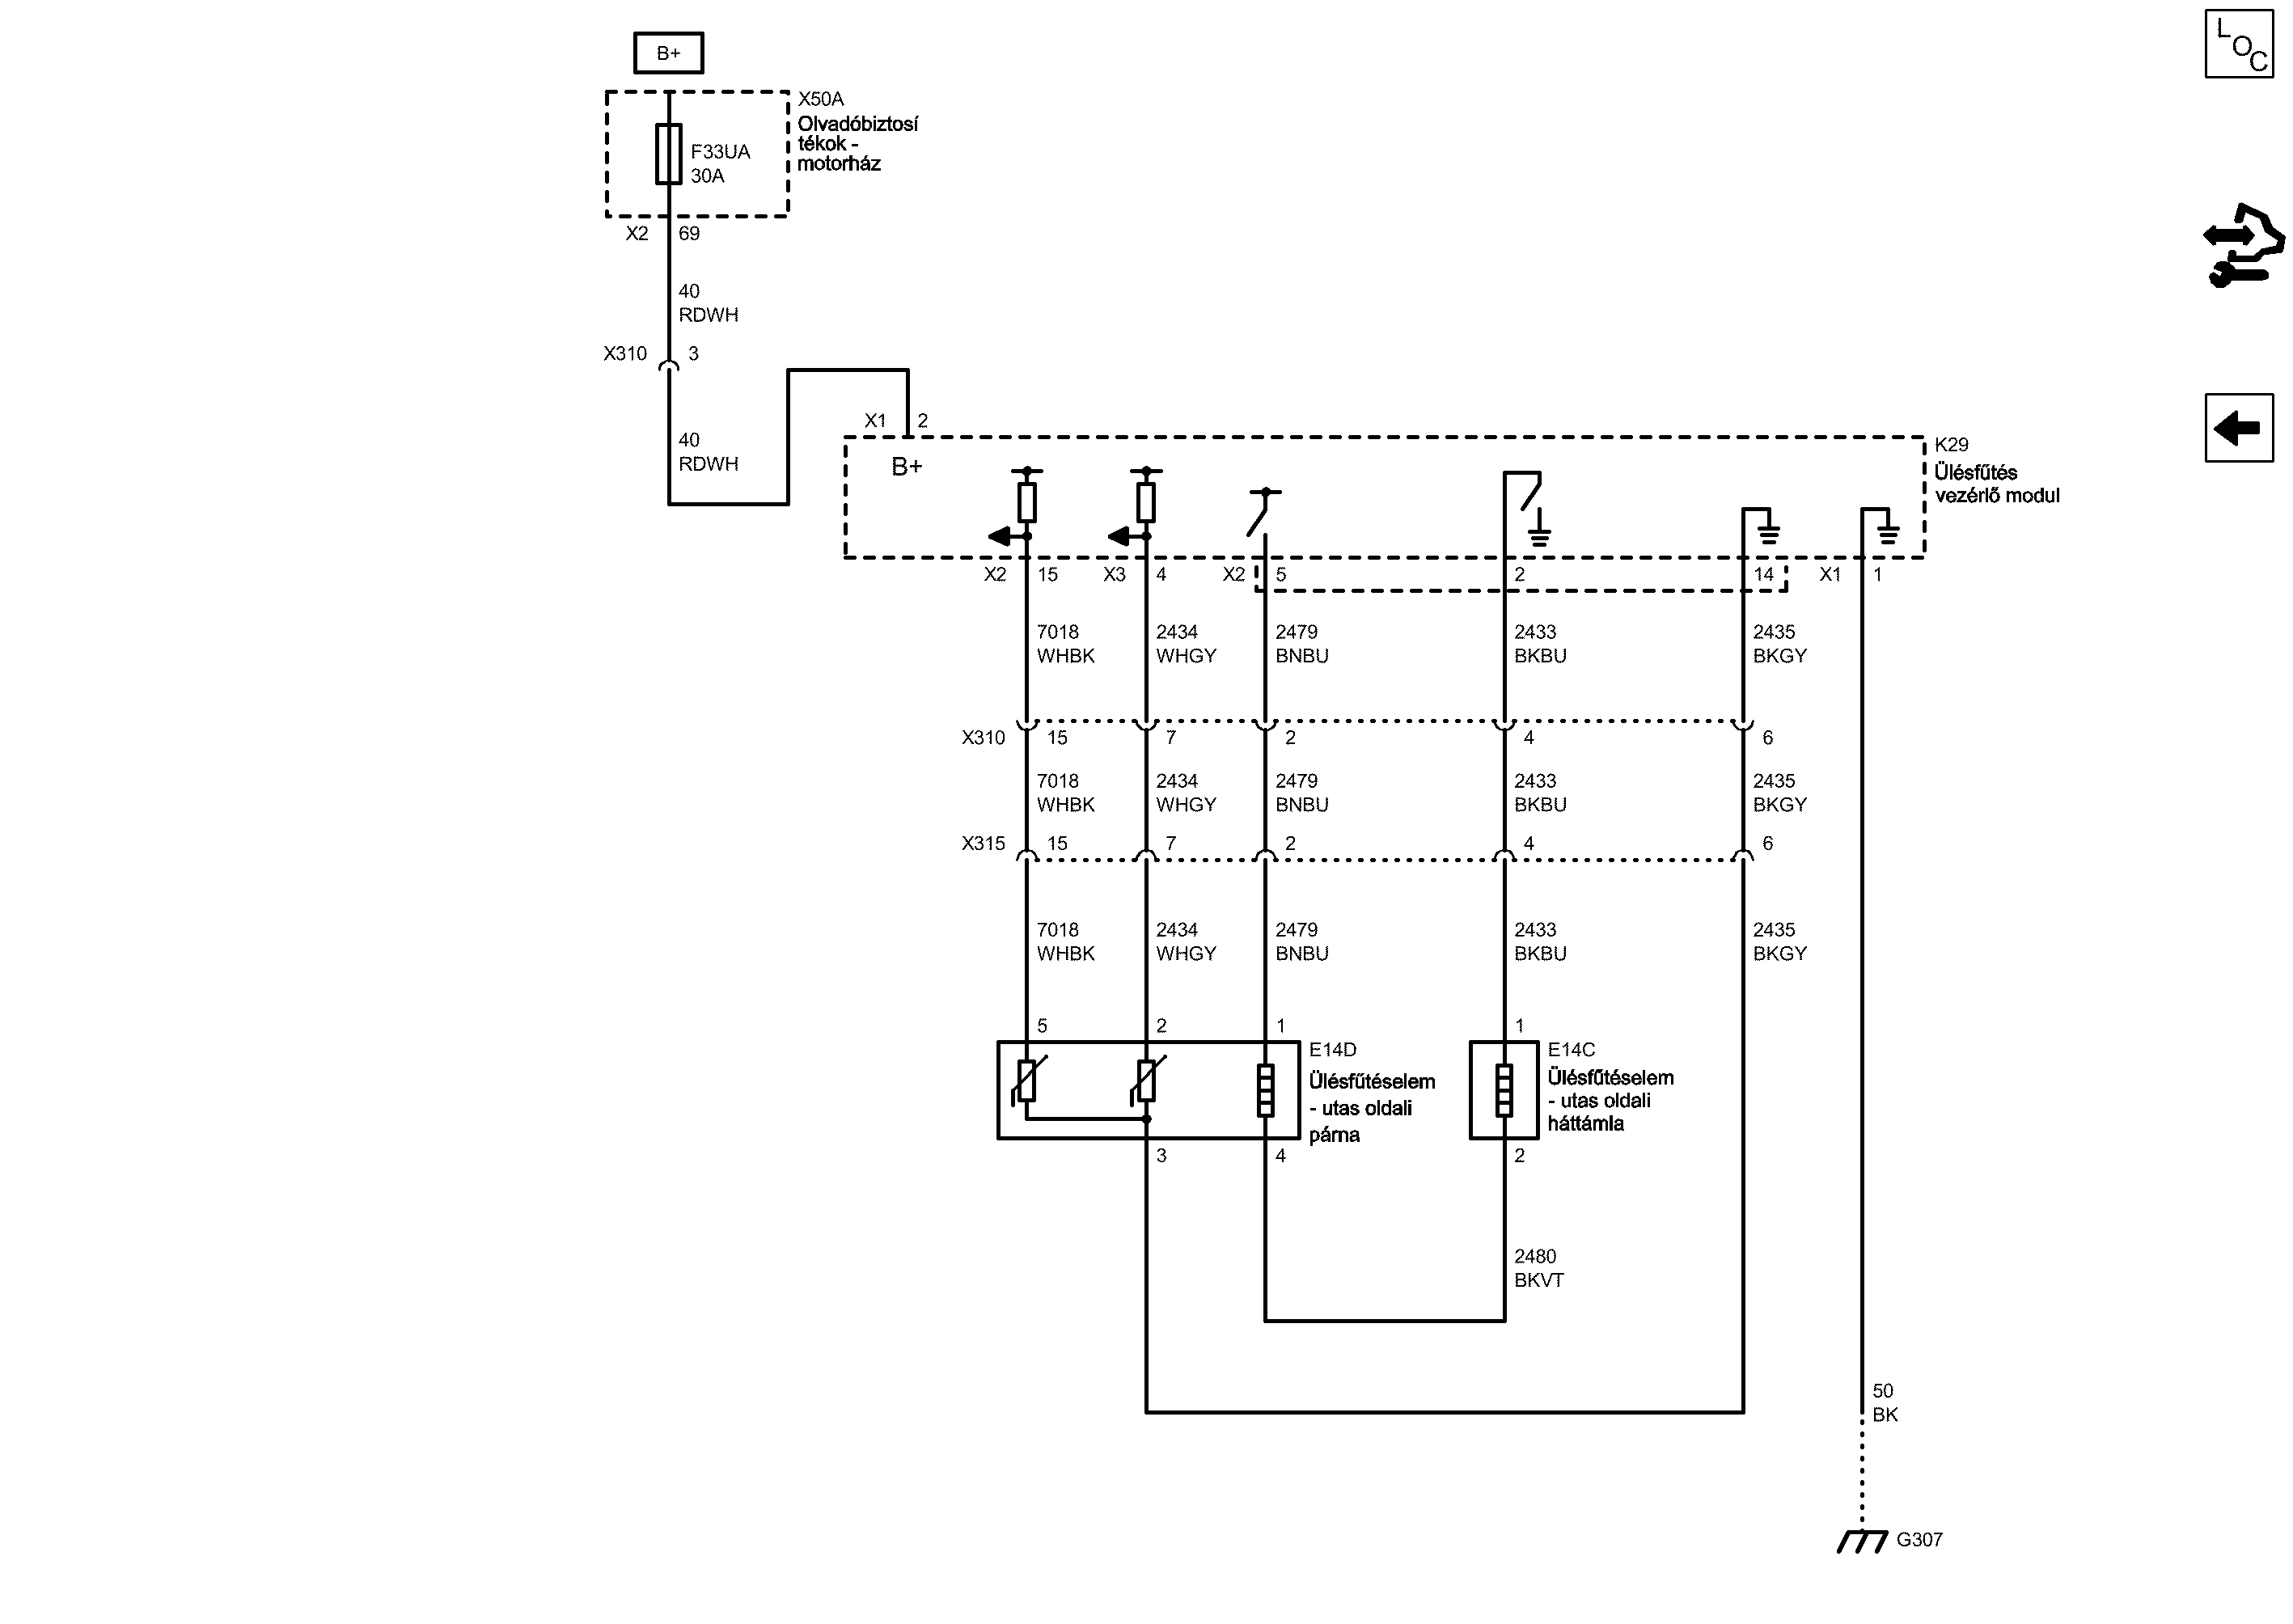 B+
X50A
Olvadóbiztosí
tékok -
motorház
F33UA
30A
X2 69
40
RDWH
X310 3
40
RDWH
X1 2
B+
K29
Ülésfűtés
vezérlő modul
X2 15 X3 4 X2 5 2 14 X1 1
7018 2434 2479 2433 2435
WHBK WHGY BNBU BKBU BKGY
X310 15 7 2 4 6
7018 2434 2479 2433 2435
WHBK WHGY BNBU BKBU BKGY
X315 15 7 2 4 6
7018 2434 2479 2433 2435
WHBK WHGY BNBU BKBU BKGY
5 2 1 1
E14D
Ülésfűtéselem
- utas oldali
párna
E14C
Ülésfűtéselem
- utas oldali
háttámla
3 4 2
2480
BKVT
50
BK
G307
LOC